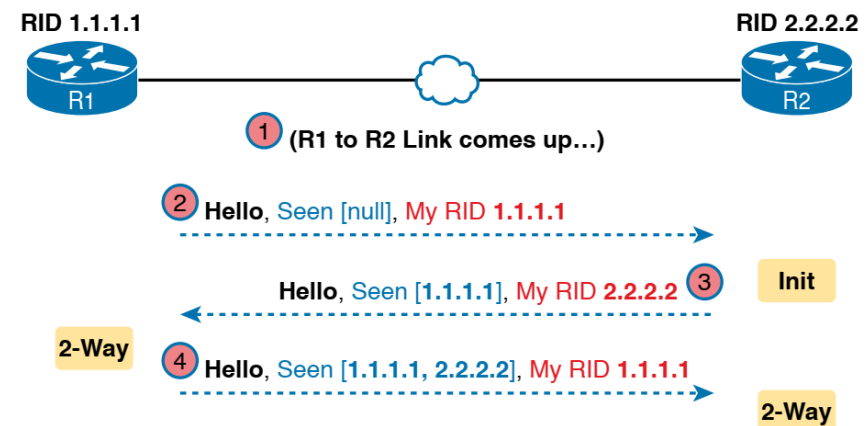 RID 1.1.1.1
RID 2.2.2.2
R1
R2
1 (R1 to R2 Link comes up...)
2 Hello, Seen [null], My RID 1.1.1.1
Hello, Seen [1.1.1.1], My RID 2.2.2.2 3
Init
2-Way
4 Hello, Seen [1.1.1.1, 2.2.2.2], My RID 1.1.1.1
2-Way